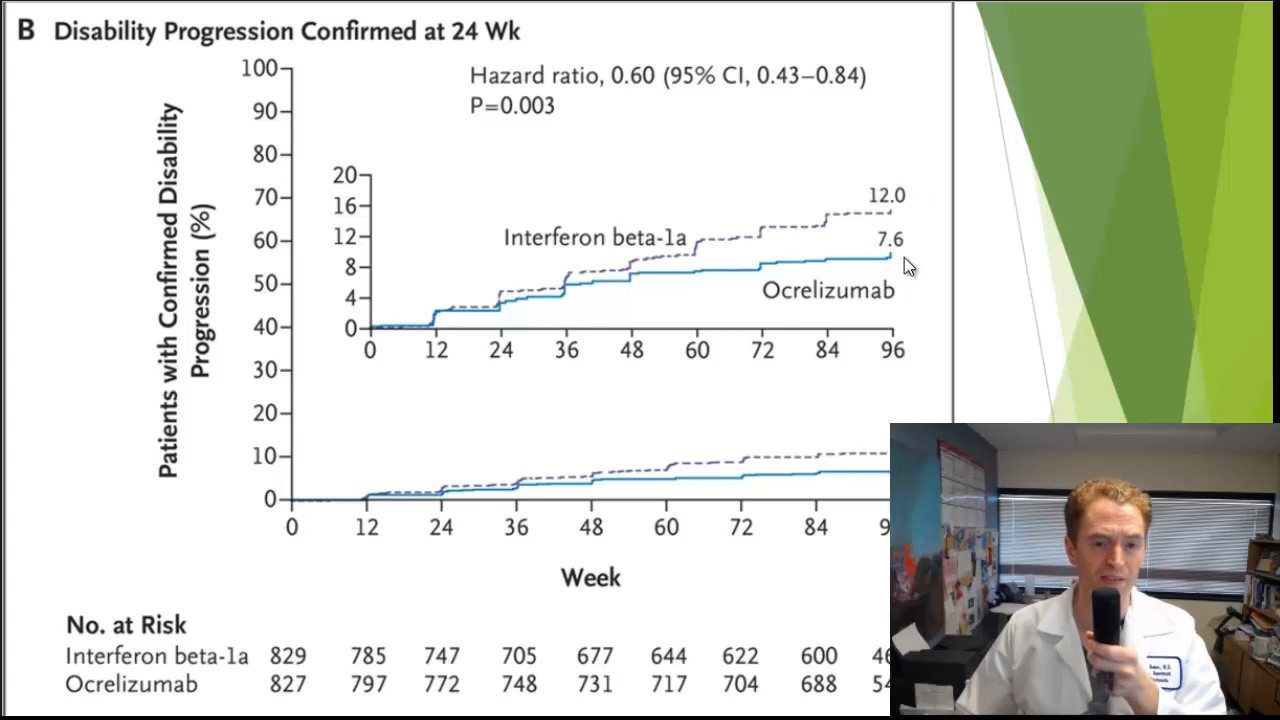 B Disability Progression Confirmed at 24 Wk
Patients with Confirmed Disability
Progression (%)
100
90
80
70
60
50
40
30
20
10
0
Hazard ratio, 0.60 (95% CI, 0.43–0.84)
P=0.003
20
16
12
8
4
0
12.0
Interferon beta-1a
7.6
Ocrelizumab
0 12 24 36 48 60 72 84 96
0 12 24 36 48 60 72 84
Week
No. at Risk
Interferon beta-1a 829 785 747 705 677 644 622 600
Ocrelizumab 827 797 772 748 731 717 704 688